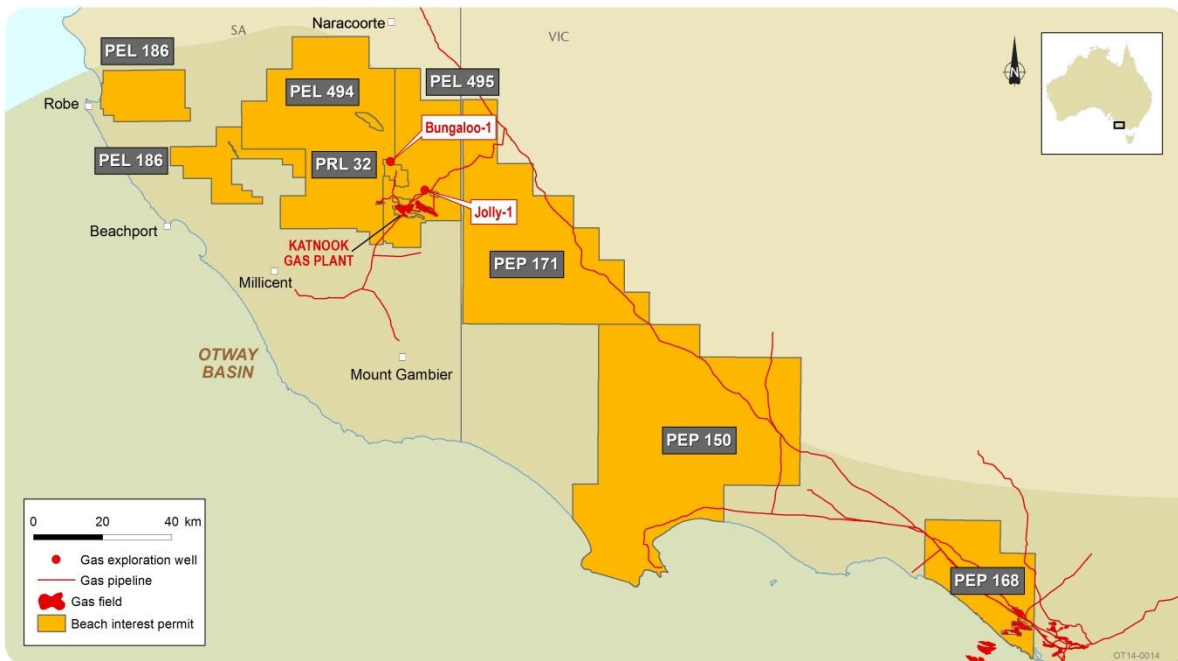 Naracoorte
SA
VIC
PEL 186
PEL 494
PEL 495
N
Robe
Bungaloo-1
PEL 186
PRL 32
Jolly-1
Beachport
KATNOOK
GAS PLANT
PEP 171
Millicent
OTWAY
BASIN
Mount Gambier
PEP 150
0 20 40 km
Gas exploration well
Gas pipeline
Gas field
Beach interest permit
PEP 168
OT14-0014